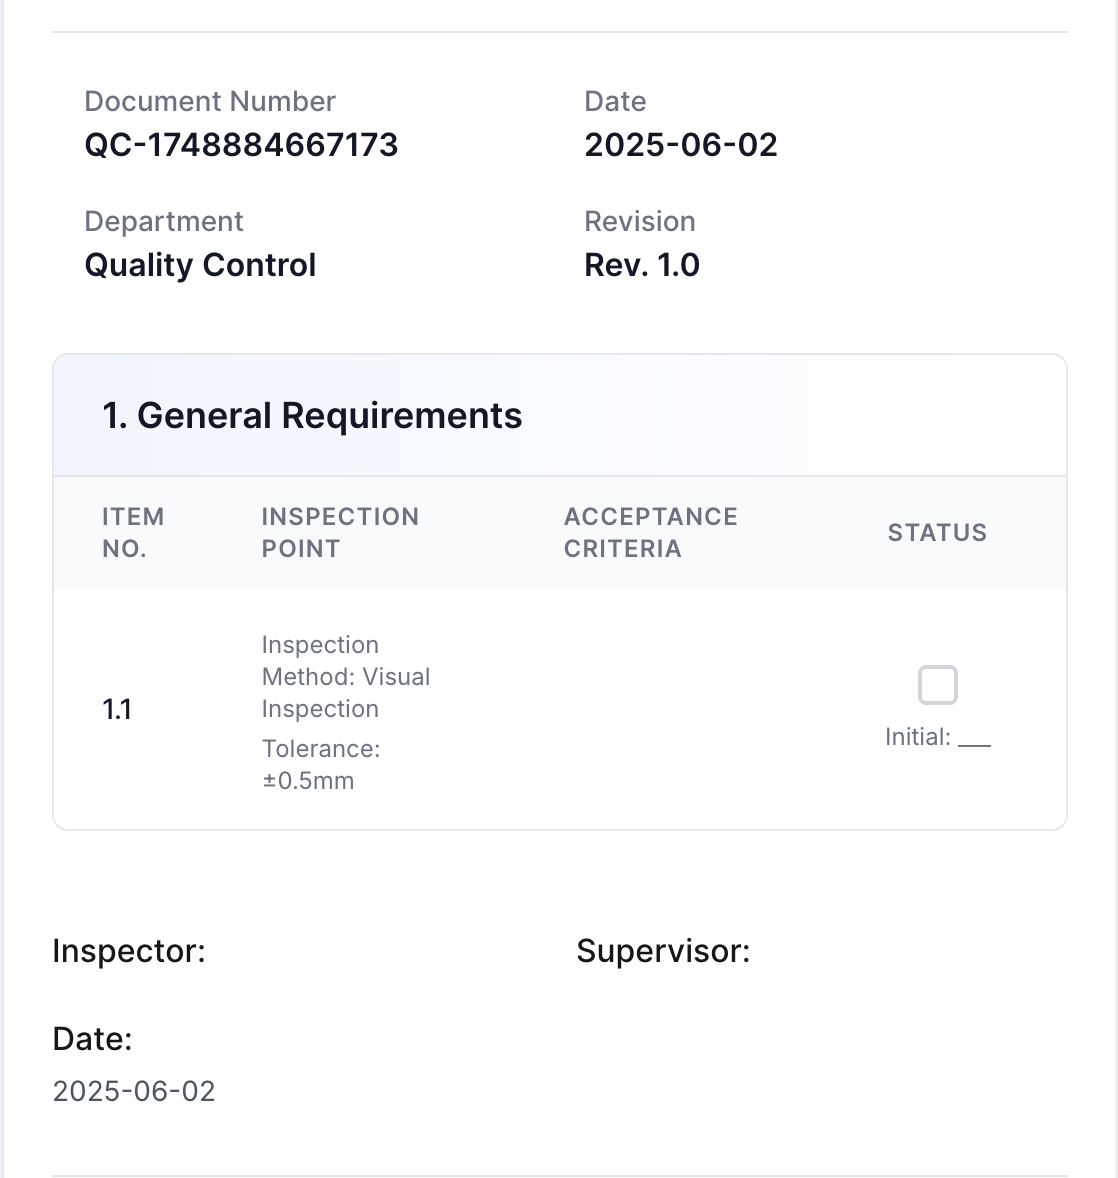 Document Number
QC-1748884667173
Date
2025-06-02
Department
Quality Control
Revision
Rev. 1.0
1. General Requirements
ITEM
NO.
INSPECTION
POINT
ACCEPTANCE
CRITERIA
STATUS
1.1
Inspection
Method: Visual
Inspection
Tolerance:
±0.5mm
Initial: ___
Inspector:
Supervisor:
Date:
2025-06-02